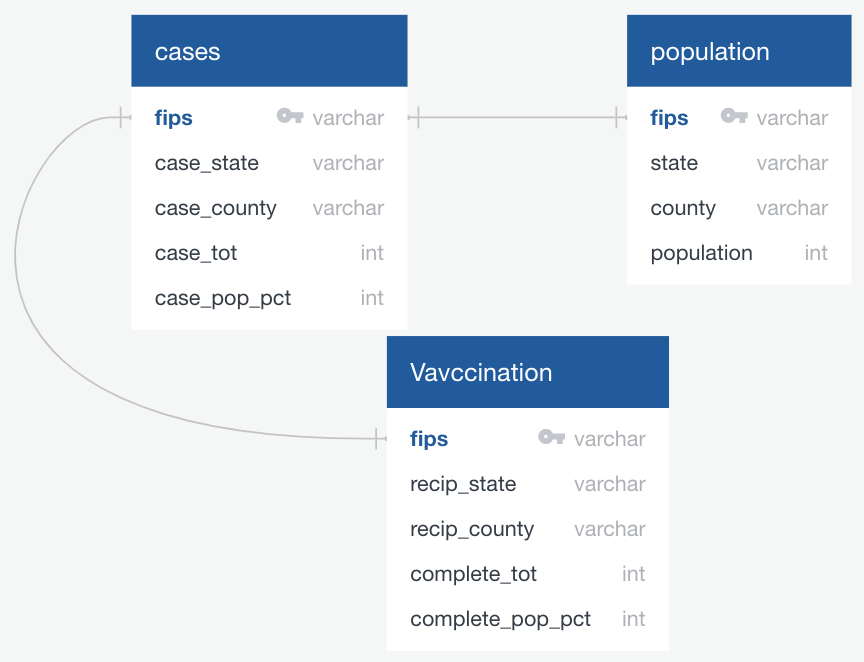 cases
fips varchar
case_state varchar
case_county varchar
case_tot int
case_pop_pct int
population
fips varchar
state varchar
county varchar
population int
Vavccination
fips varchar
recip_state varchar
recip_county varchar
complete_tot int
complete_pop_pct int